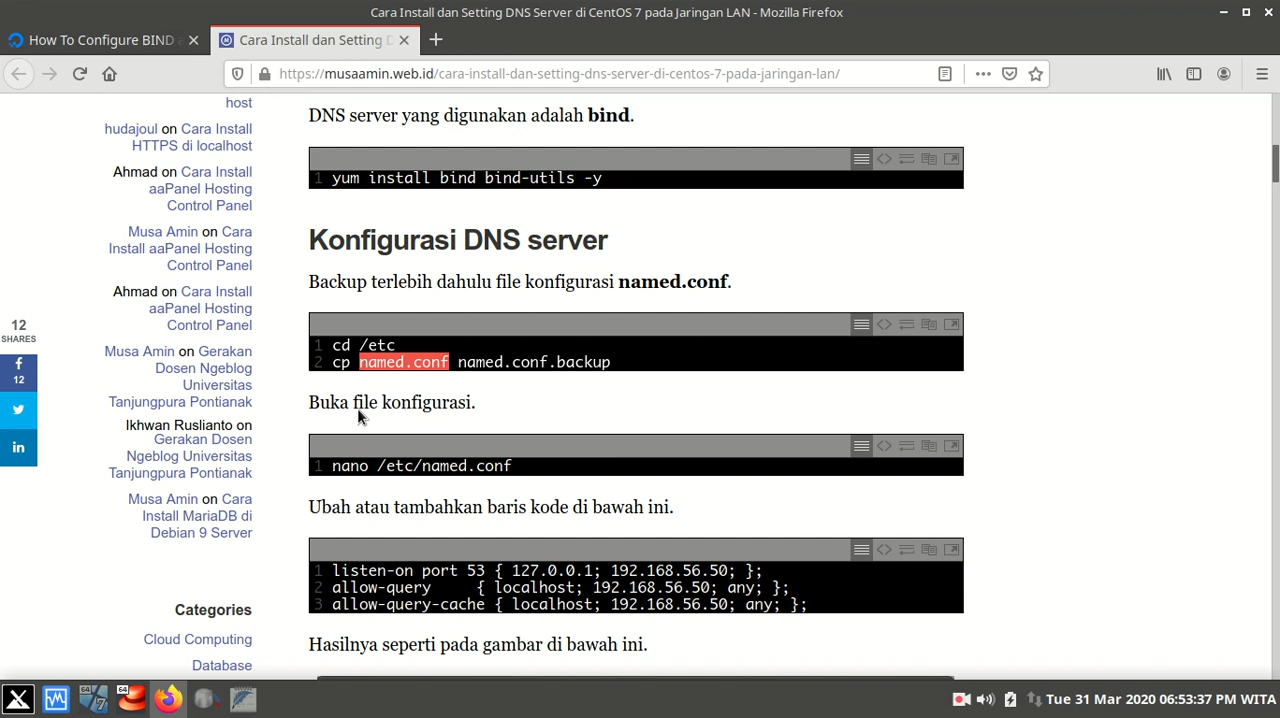 Cara Install dan Setting DNS Server di CentOS 7 pada Jaringan LAN - Mozilla Firefox
How To Configure BIND
Cara Install dan Setting
https://musaamin.web.id/cara-install-dan-setting-dns-server-di-centos-7-pada-jaringan-lan/
host
hudajoul on Cara Install
HTTPS di localhost
Ahmad on Cara Install
aaPanel Hosting
Control Panel
Musa Amin on Cara
Install aaPanel Hosting
Control Panel
Ahmad on Cara Install
aaPanel Hosting
Control Panel
Musa Amin on Gerakan
Dosen Ngeblog
Universitas
Tanjungpura Pontianak
Ikhwan Ruslianto on
Gerakan Dosen
Ngeblog Universitas
Tanjungpura Pontianak
Musa Amin on Cara
Install MariaDB di
Debian 9 Server
Categories
Cloud Computing
Database
12
SHARES
12
DNS server yang digunakan adalah bind.
1 yum install bind bind-utils -y
Konfigurasi DNS server
Backup terlebih dahulu file konfigurasi named.conf.
1 cd /etc
2 cp named.conf named.conf.backup
Buka file konfigurasi.
1 nano /etc/named.conf
Ubah atau tambahkan baris kode di bawah ini.
1 listen-on port 53 { 127.0.0.1; 192.168.56.50; };
2 allow-query     { localhost; 192.168.56.50; any; };
3 allow-query-cache { localhost; 192.168.56.50; any; };
Hasilnya seperti pada gambar di bawah ini.
Tue 31 Mar 2020 06:53:37 PM WITA